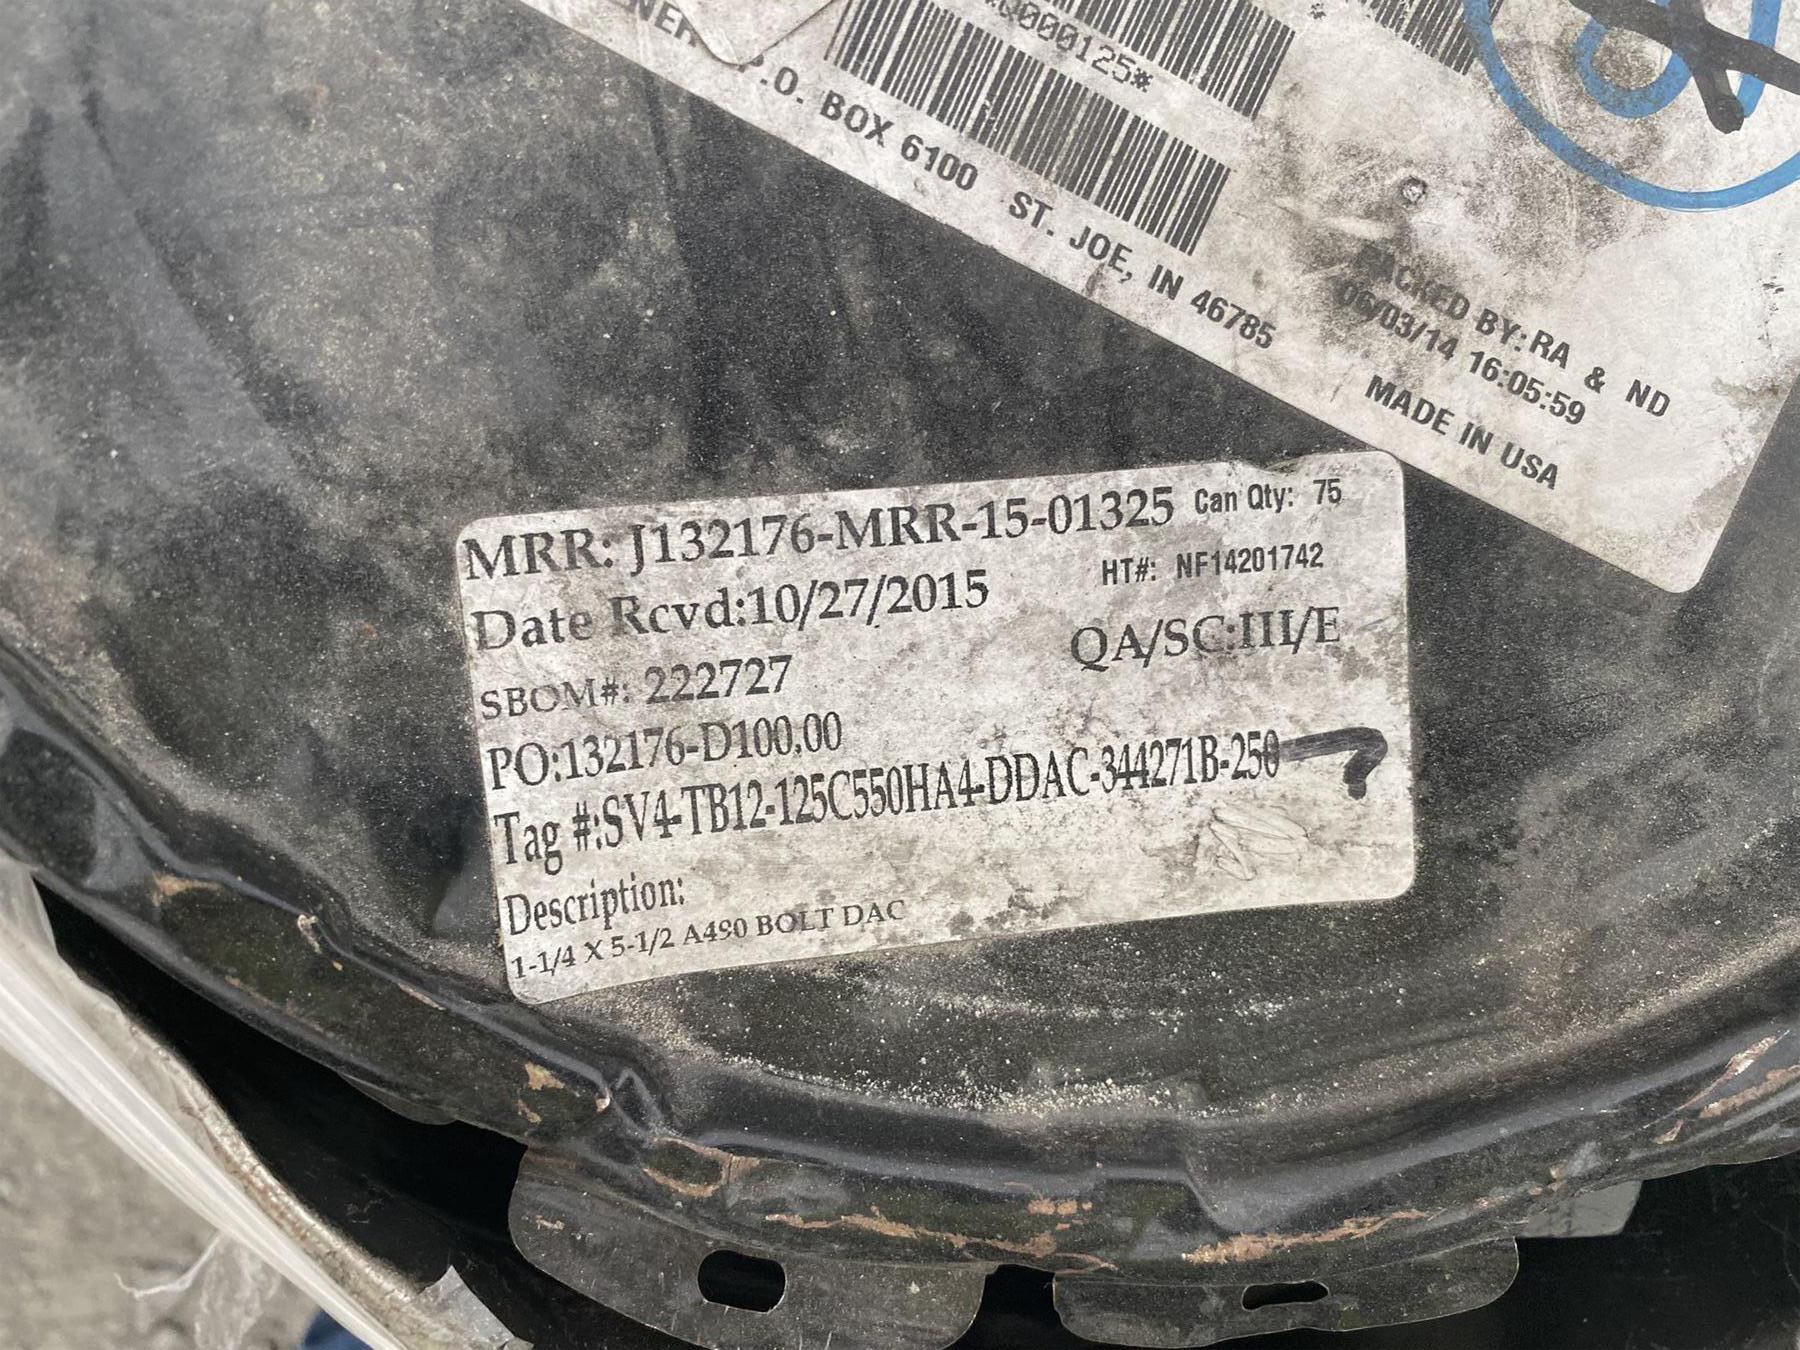 000125*
P.O. BOX 6100 ST. JOE, IN 46785
PACKED BY: RA & ND
06/03/14 16:05:59
MADE IN USA
MRR: J132176-MRR-15-01325 Can Qty: 75
Date Rcvd:10/27/2015 HT#: NF14201742
SBOM#: 222727 QA/SC:III/E
PO:132176-D100.00
Tag #:SV4-TB12-125C550HA4-DDAC-344271B-250
Description:
1-1/4 X 5-1/2 A490 BOLT DAC